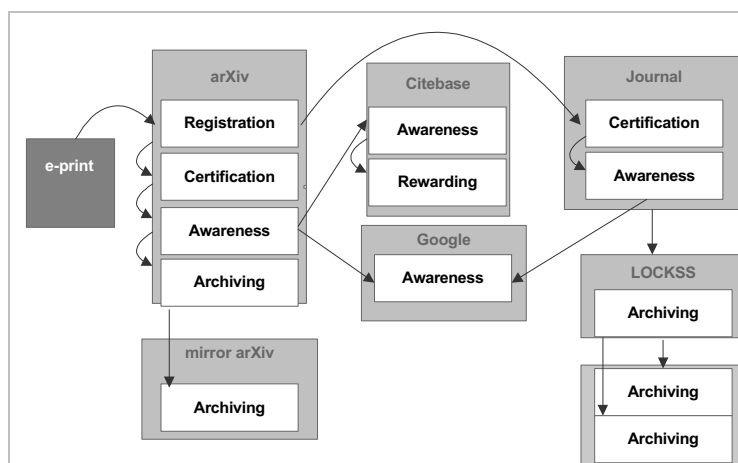 arXiv
Citebase
Journal
Registration
Awareness
Certification
e-print
Certification
Rewarding
Awareness
Awareness
Google
Awareness
LOCKSS
Archiving
Archiving
mirror arXiv
Archiving
Archiving
Archiving